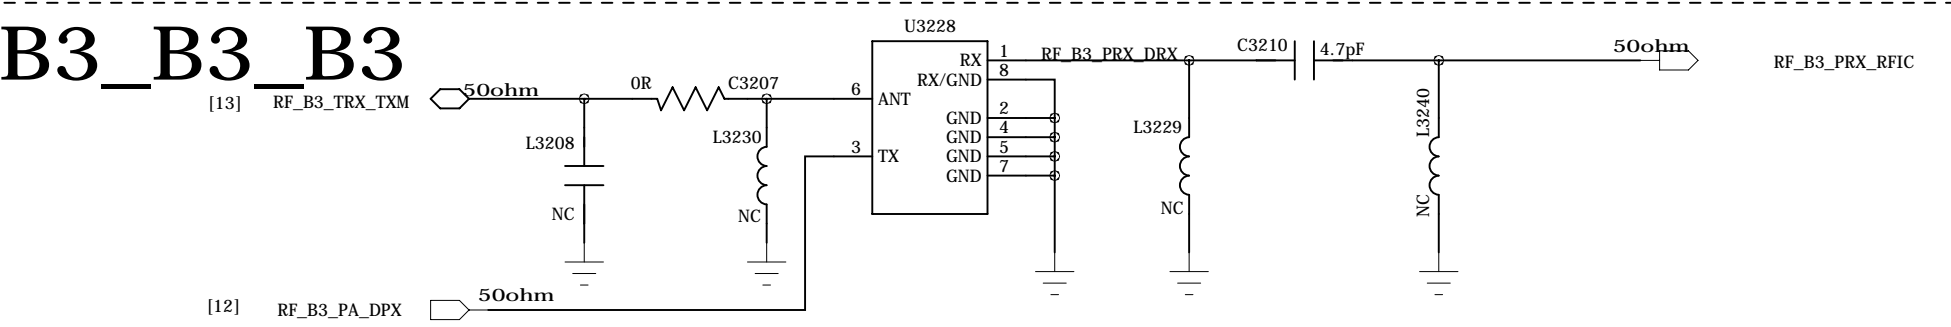 B3_B3_B3
U3228
[13] RF_B3_TRX_TXM 50ohm 0R C3207
L3208
NC
L3230
NC
6 ANT
3 TX
RX 1 RF_B3_PRX_DRX
RX/GND 8
GND 2
GND 4
GND 5
GND 7
C3210 4.7pF
50ohm RF_B3_PRX_RFIC
L3229
NC
L3240
NC
[12] RF_B3_PA_DPX 50ohm